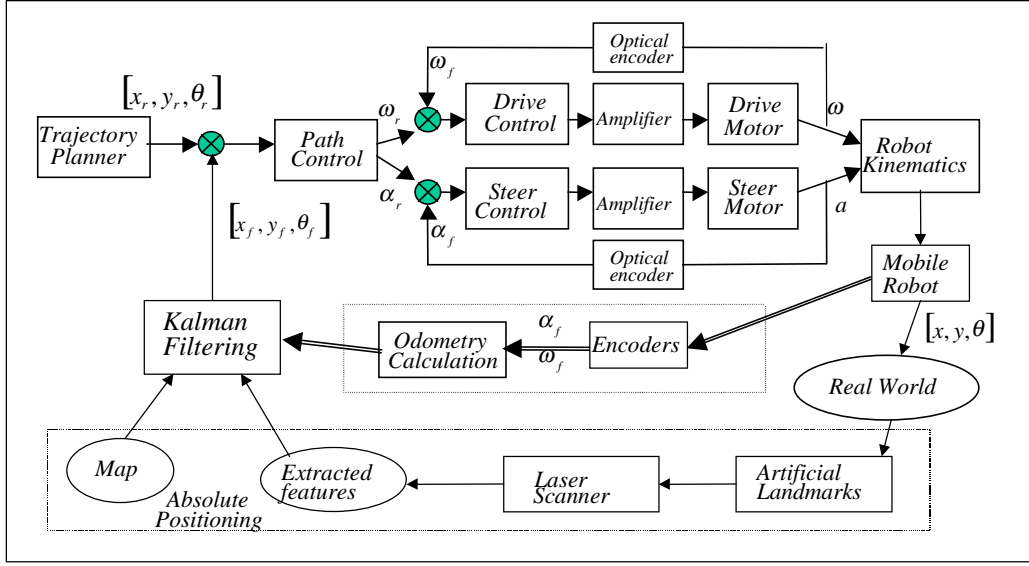 Optical
encoder
ω_f
[x_r, y_r, θ_r]
ω_r
ω
Trajectory
Planner
Path
Control
Drive
Control
Amplifier
Drive
Motor
Robot
Kinematics
α_r
Steer
Control
Amplifier
Steer
Motor
a
[x_f, y_f, θ_f]
α_f
Optical
encoder
Mobile
Robot
Kalman
Filtering
Odometry
Calculation
α_f
ω_f
Encoders
[x, y, θ]
Real World
Map
Extracted
features
Laser
Scanner
Artificial
Landmarks
Absolute
Positioning